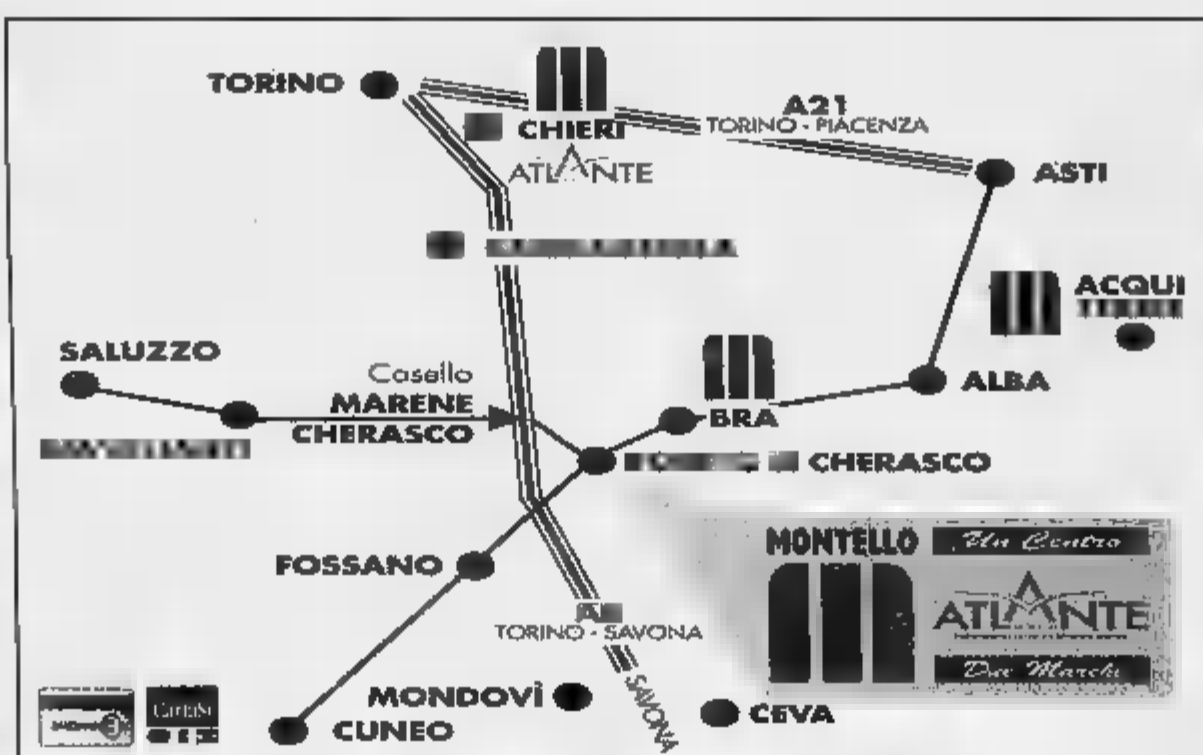 TORINO
CHIERI
ATLANTE
A21
TORINO - PIACENZA
ASTI
ACQUI
SALUZZO
Casello
MARENE
CHERASCO
BRA
ALBA
CHERASCO
FOSSANO
TORINO - SAVONA
SAVONA
MONDOVÌ
CEVA
CUNEO
MONTELLO
Un Centro
ATLANTE
Due Marchi